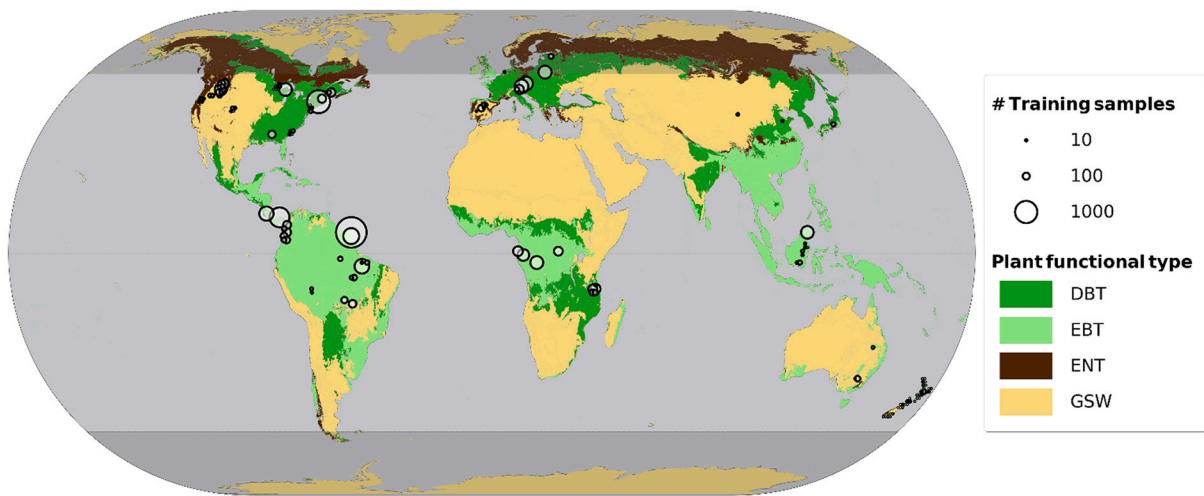 # Training samples
10
100
1000
Plant functional type
DBT
EBT
ENT
GSW